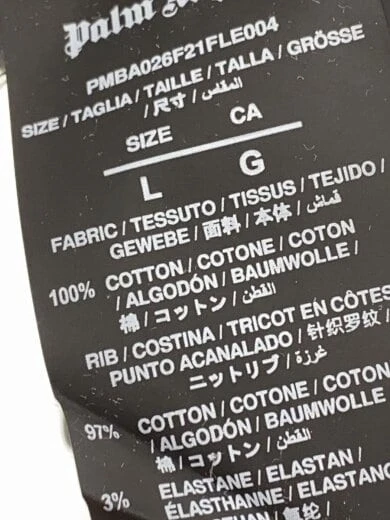 Palm
PMBA026F21FLE004
SIZE / TAGLIA / TAILLE / TALLA / GRÖSSE
/ 尺寸 / المقاس
SIZE CA
L G
FABRIC / TESSUTO / TISSUS / TEJIDO /
GEWEBE / 面料 / 本体 / قماش
100% COTTON / COTONE / COTON
/ ALGODÓN / BAUMWOLLE /
棉 / コットン / القطن
RIB / COSTINA / TRICOT EN CÔTES
PUNTO ACANALADO / 针织罗纹 /
ニットリブ / غرزة
97% COTTON / COTONE / COTON
/ ALGODÓN / BAUMWOLLE
棉 / コットン / القطن
3% ELASTANE / ELASTAN /
ÉLASTHANNE / ELASTANO